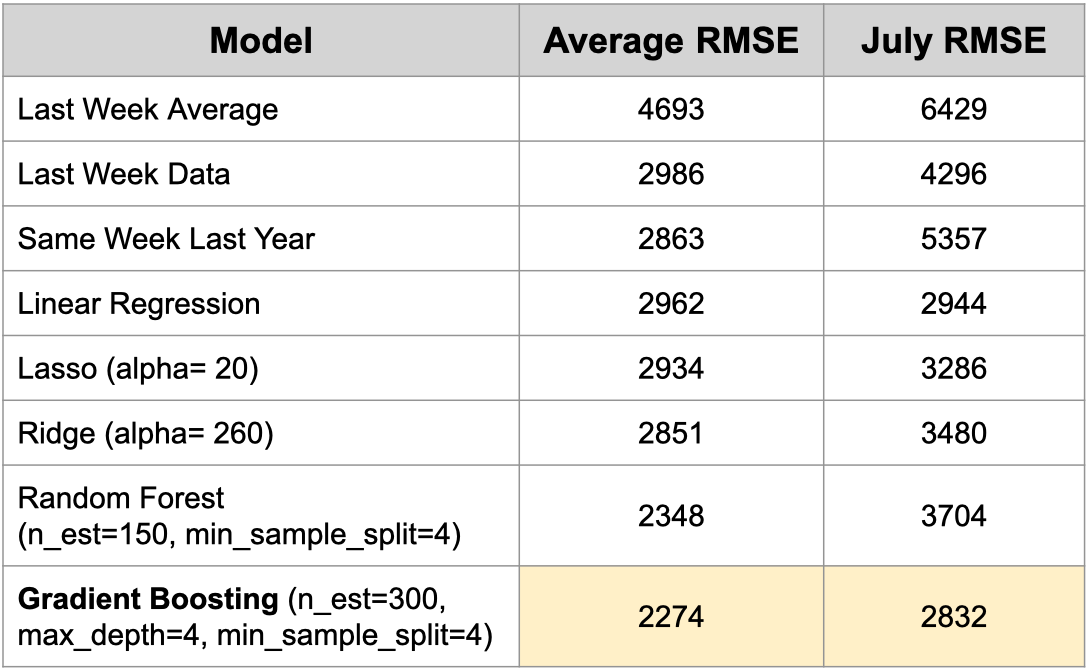 Model Average RMSE July RMSE
Last Week Average 4693 6429
Last Week Data 2986 4296
Same Week Last Year 2863 5357
Linear Regression 2962 2944
Lasso (alpha= 20) 2934 3286
Ridge (alpha= 260) 2851 3480
Random Forest
(n_est=150, min_sample_split=4) 2348 3704
Gradient Boosting (n_est=300,
max_depth=4, min_sample_split=4) 2274 2832